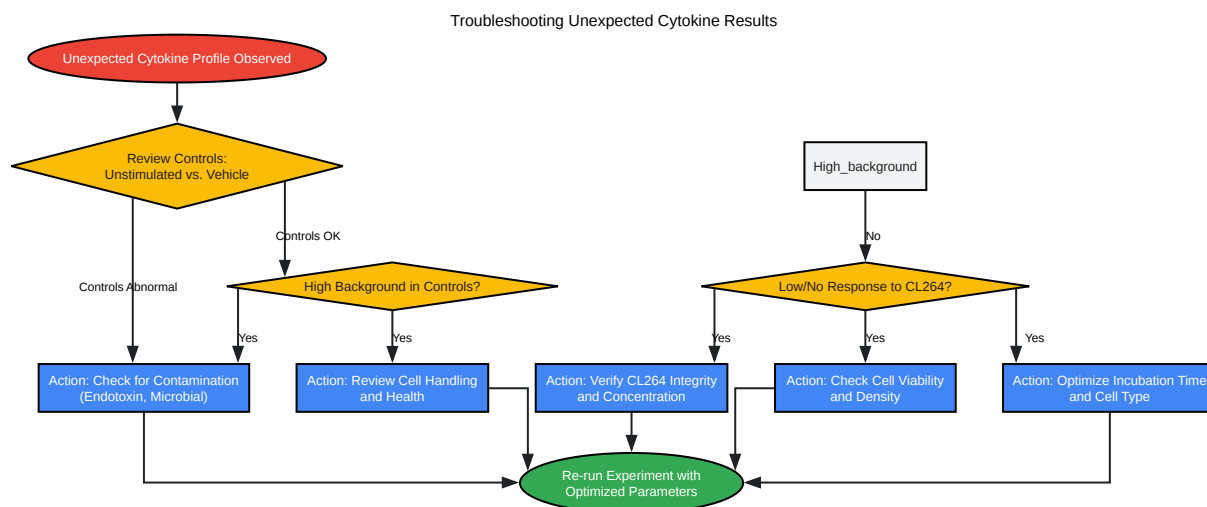 Troubleshooting Unexpected Cytokine Results
Unexpected Cytokine Profile Observed
Review Controls:
Unstimulated vs. Vehicle
High_background
Controls OK
No
Controls Abnormal
High Background in Controls?
Low/No Response to CL264?
Yes
Yes
Yes
Yes
Yes
Action: Check for Contamination
(Endotoxin, Microbial)
Action: Review Cell Handling
and Health
Action: Verify CL264 Integrity
and Concentration
Action: Check Cell Viability
and Density
Action: Optimize Incubation Time
and Cell Type
Re-run Experiment with
Optimized Parameters